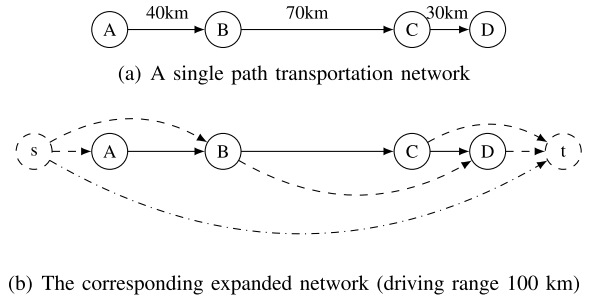 40km 70km 30km
A B C D
(a) A single path transportation network
s A B C D t
(b) The corresponding expanded network (driving range 100 km)